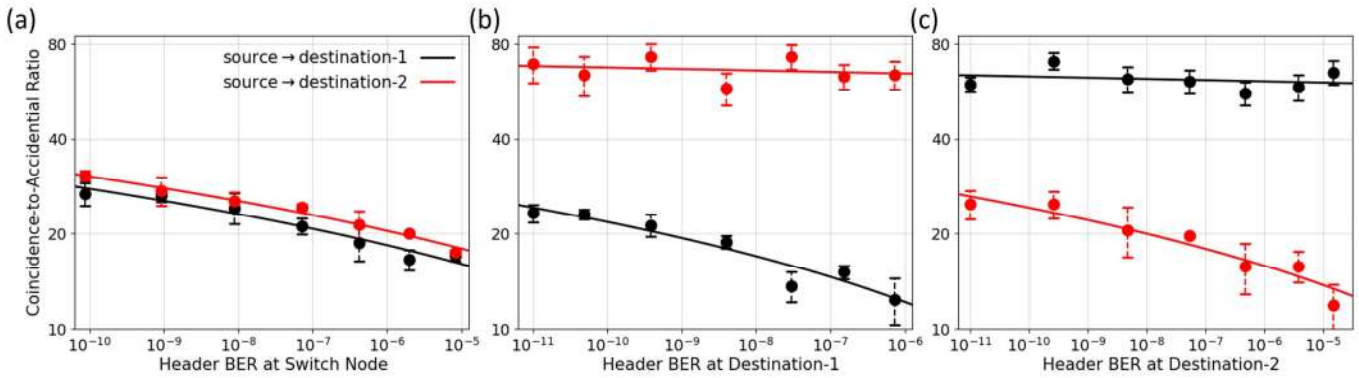 (a)
80
40
20
10
Coincidence-to-Accidential Ratio
source → destination-1
source → destination-2
10⁻¹⁰ 10⁻⁹ 10⁻⁸ 10⁻⁷ 10⁻⁶ 10⁻⁵
Header BER at Switch Node
(b)
80
40
20
10
10⁻¹¹ 10⁻¹⁰ 10⁻⁹ 10⁻⁸ 10⁻⁷ 10⁻⁶
Header BER at Destination-1
(c)
80
40
20
10
10⁻¹¹ 10⁻¹⁰ 10⁻⁹ 10⁻⁸ 10⁻⁷ 10⁻⁶ 10⁻⁵
Header BER at Destination-2